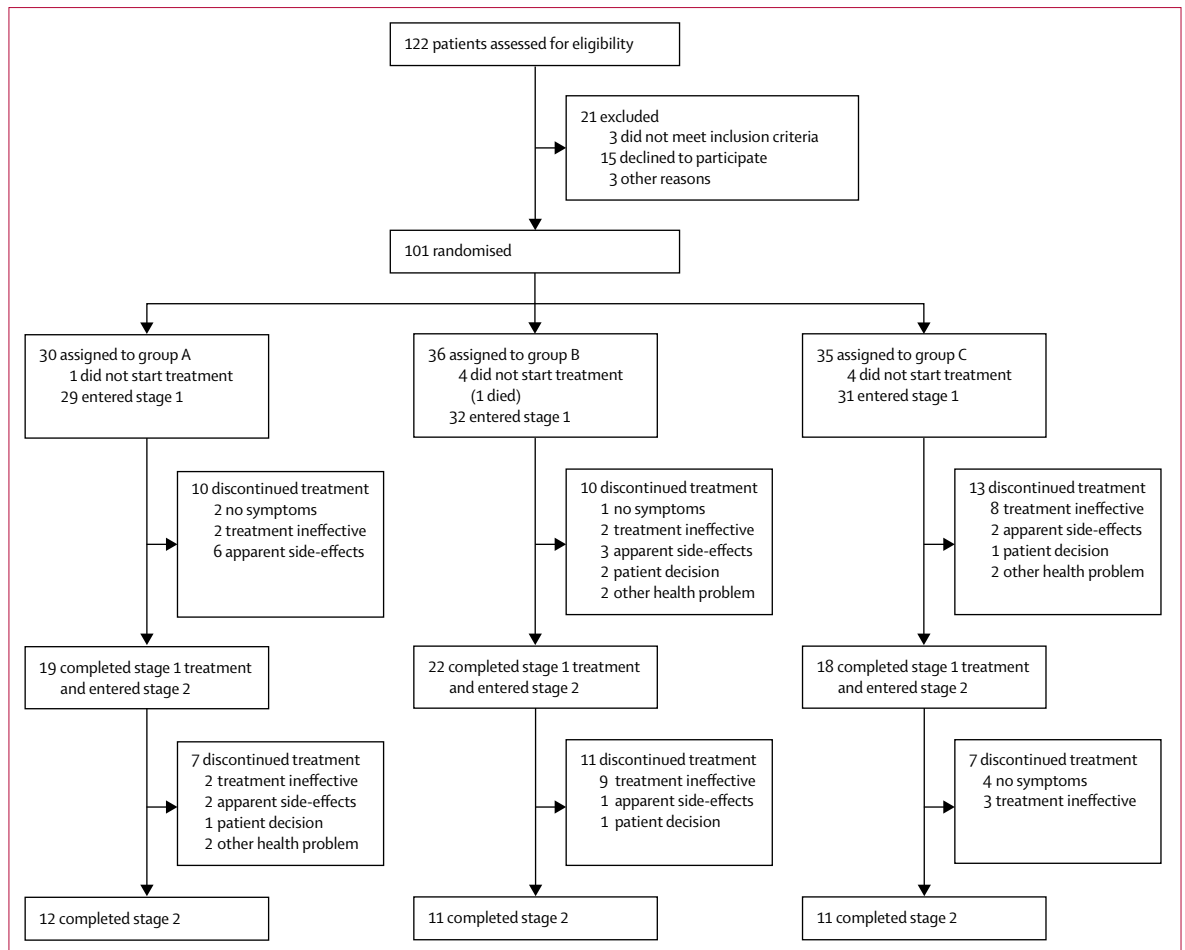 122 patients assessed for eligibility
21 excluded
3 did not meet inclusion criteria
15 declined to participate
3 other reasons
101 randomised
30 assigned to group A
1 did not start treatment
29 entered stage 1
36 assigned to group B
4 did not start treatment
(1 died)
32 entered stage 1
35 assigned to group C
4 did not start treatment
31 entered stage 1
10 discontinued treatment
2 no symptoms
2 treatment ineffective
6 apparent side-effects
10 discontinued treatment
1 no symptoms
2 treatment ineffective
3 apparent side-effects
2 patient decision
2 other health problem
13 discontinued treatment
8 treatment ineffective
2 apparent side-effects
1 patient decision
2 other health problem
19 completed stage 1 treatment
and entered stage 2
22 completed stage 1 treatment
and entered stage 2
18 completed stage 1 treatment
and entered stage 2
7 discontinued treatment
2 treatment ineffective
2 apparent side-effects
1 patient decision
2 other health problem
11 discontinued treatment
9 treatment ineffective
1 apparent side-effects
1 patient decision
7 discontinued treatment
4 no symptoms
3 treatment ineffective
12 completed stage 2
11 completed stage 2
11 completed stage 2